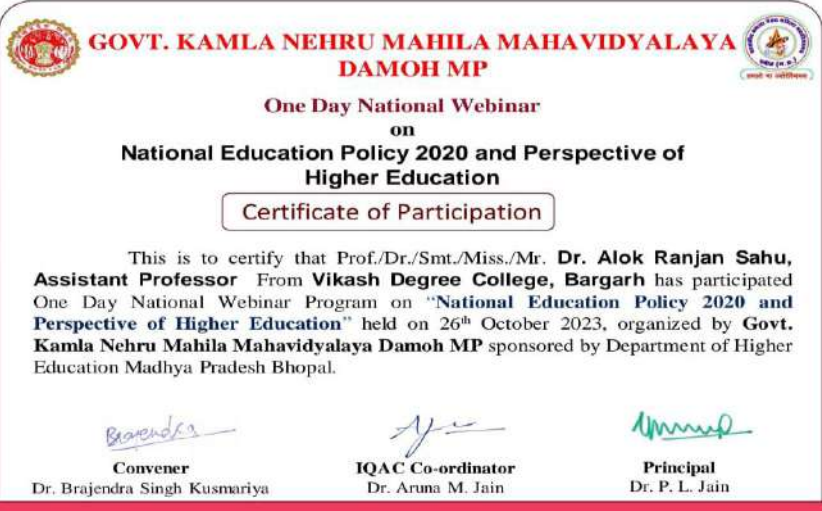 GOVT. KAMLA NEHRU MAHILA MAHAVIDYALAYA
DAMOH MP
One Day National Webinar
on
National Education Policy 2020 and Perspective of
Higher Education
Certificate of Participation
This is to certify that Prof./Dr./Smt./Miss./Mr. Dr. Alok Ranjan Sahu,
Assistant Professor From Vikash Degree College, Bargarh has participated
One Day National Webinar Program on “National Education Policy 2020 and
Perspective of Higher Education” held on 26th October 2023, organized by Govt.
Kamla Nehru Mahila Mahavidyalaya Damoh MP sponsored by Department of Higher
Education Madhya Pradesh Bhopal.
Convener IQAC Co-ordinator Principal
Dr. Brajendra Singh Kusmariya Dr. Aruna M. Jain Dr. P. L. Jain